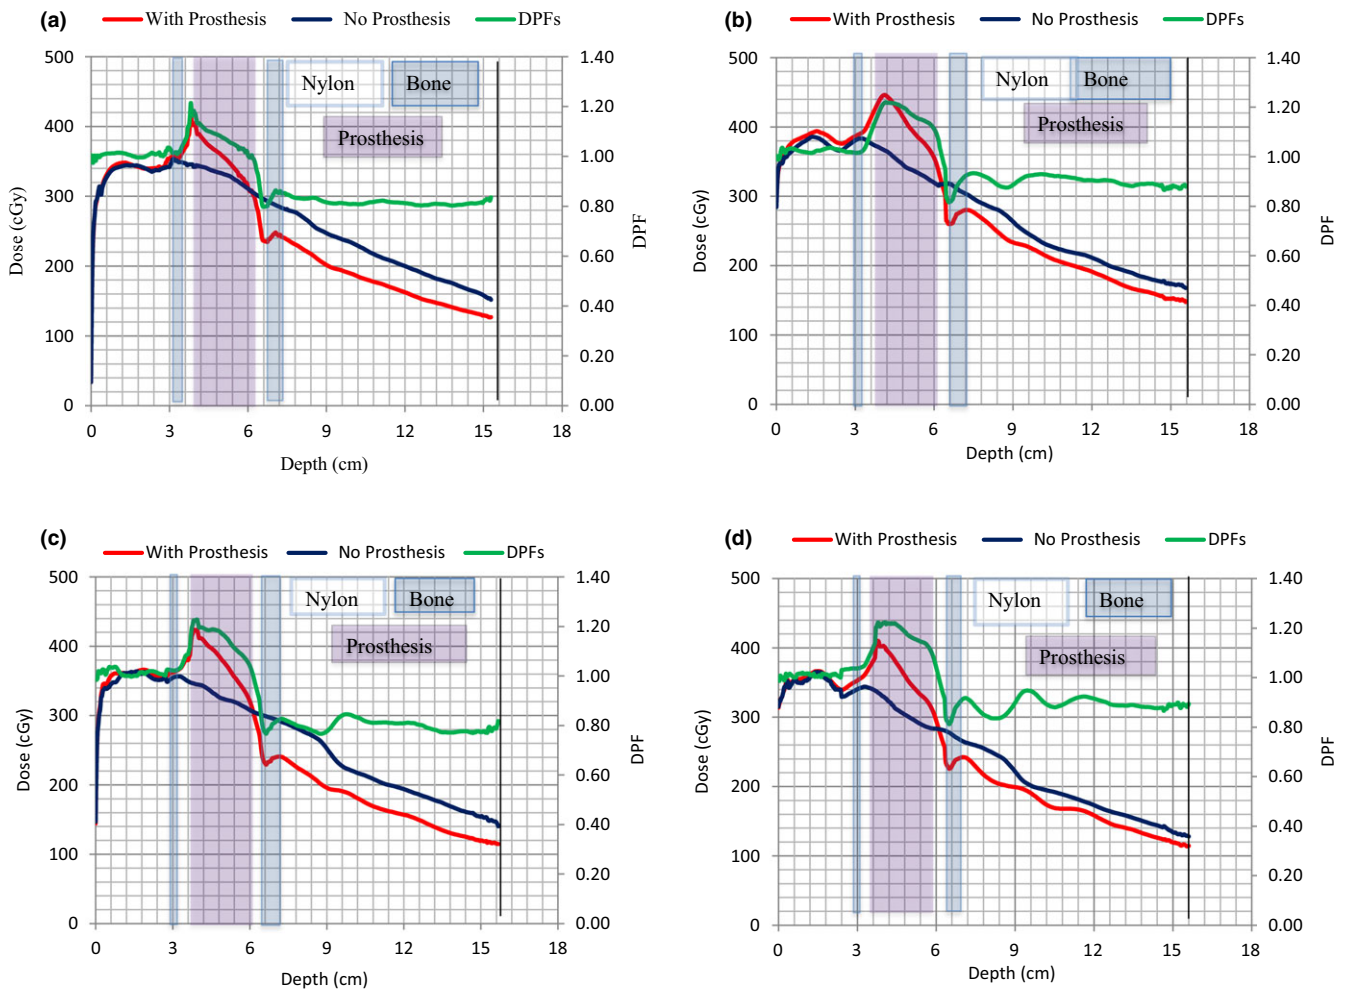 (a) With Prosthesis No Prosthesis DPFs
500 1.40
Nylon Bone
1.20
400
Prosthesis
1.00
300
0.80
Dose (cGy) DPF
0.60
200
0.40
100
0.20
0 0.00
0 3 6 9 12 15 18
Depth (cm)
(b) With Prosthesis No Prosthesis DPFs
500 1.40
Nylon Bone
1.20
400
Prosthesis
1.00
300
0.80
Dose (cGy) DPF
0.60
200
0.40
100
0.20
0 0.00
0 3 6 9 12 15 18
Depth (cm)
(c) With Prosthesis No Prosthesis DPFs
500 1.40
Nylon Bone
1.20
400
Prosthesis
1.00
300
0.80
Dose (cGy) DPF
0.60
200
0.40
100
0.20
0 0.00
0 3 6 9 12 15 18
Depth (cm)
(d) With Prosthesis No Prosthesis DPFs
500 1.40
Nylon Bone
1.20
400
Prosthesis
1.00
300
0.80
Dose (cGy) DPF
0.60
200
0.40
100
0.20
0 0.00
0 3 6 9 12 15 18
Depth (cm)